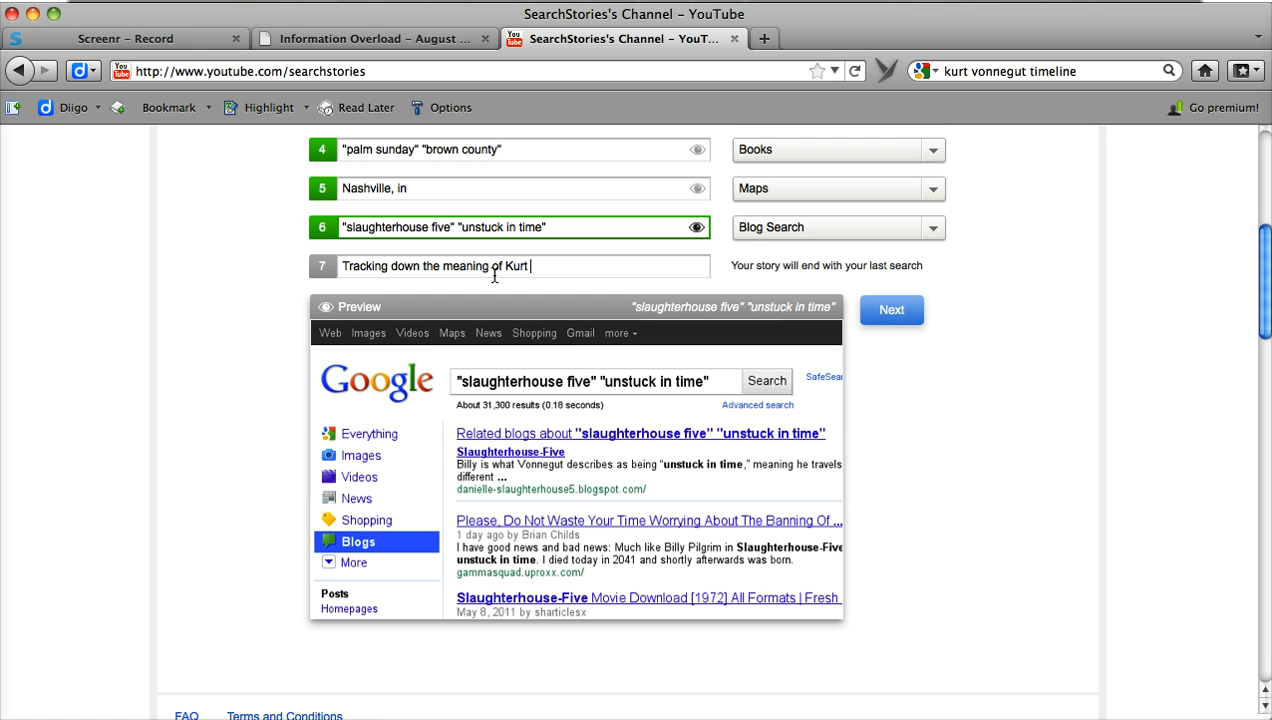 SearchStories's Channel – YouTube
Screenr – Record
Information Overload – August ...
SearchStories's Channel – YouT...
http://www.youtube.com/searchstories
kurt vonnegut timeline
Diigo
Bookmark
Highlight
Read Later
Options
Go premium!
4 "palm sunday" "brown county" Books
5 Nashville, in Maps
6 "slaughterhouse five" "unstuck in time" Blog Search
7 Tracking down the meaning of Kurt Your story will end with your last search
Preview "slaughterhouse five" "unstuck in time" Next
Web Images Videos Maps News Shopping Gmail more
Google "slaughterhouse five" "unstuck in time" Search SafeSear
About 31,300 results (0.18 seconds) Advanced search
Everything
Images
Videos
News
Shopping
Blogs
More
Posts
Homepages
Related blogs about "slaughterhouse five" "unstuck in time"
Slaughterhouse-Five
Billy is what Vonnegut describes as being "unstuck in time," meaning he travels
different ...
danielle-slaughterhouse5.blogspot.com/
Please, Do Not Waste Your Time Worrying About The Banning Of ...
1 day ago by Brian Childs
I have good news and bad news: Much like Billy Pilgrim in Slaughterhouse-Five
unstuck in time. I died today in 2041 and shortly afterwards was born.
gammasquad.uproxx.com/
Slaughterhouse-Five Movie Download [1972] All Formats | Fresh
May 8, 2011 by sharticlesx
FAQ Terms and Conditions